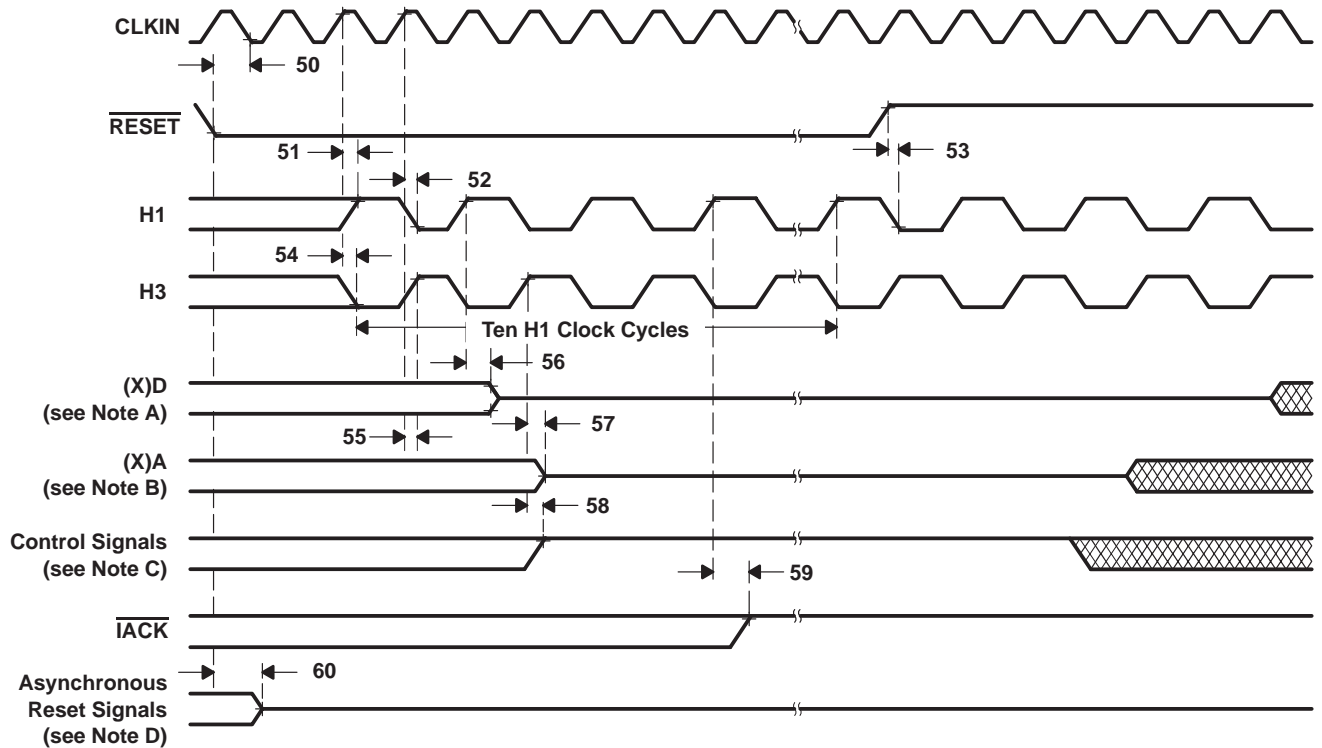 CLKIN
50
RESET
51
53
52
H1
54
H3
Ten H1 Clock Cycles
56
(X)D
(see Note A)
57
55
(X)A
(see Note B)
58
Control Signals
(see Note C)
59
IACK
60
Asynchronous
Reset Signals
(see Note D)